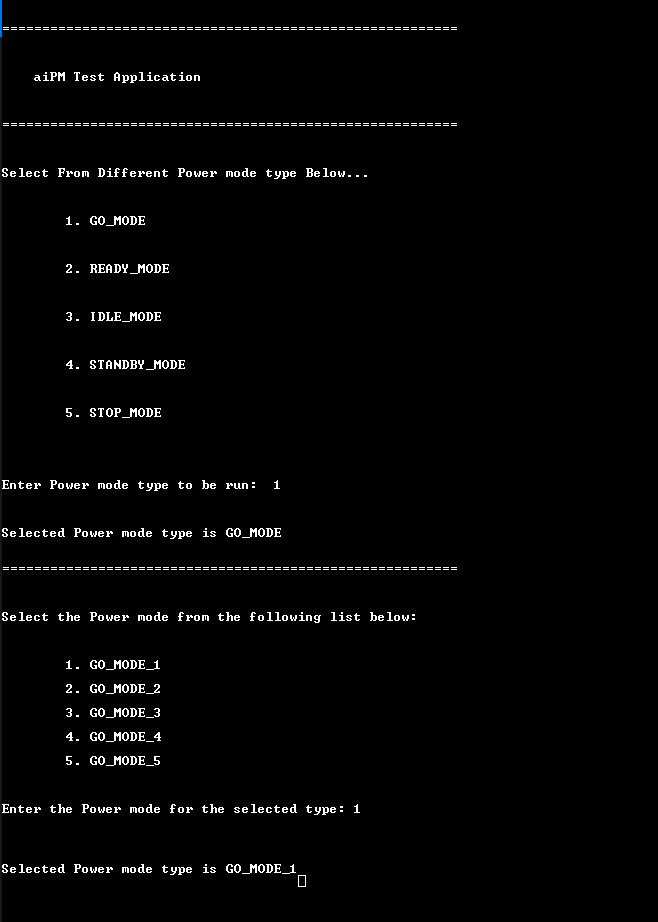 =========================================================
aiPM Test Application
=========================================================
Select From Different Power mode type Below...
1. GO_MODE
2. READY_MODE
3. IDLE_MODE
4. STANDBY_MODE
5. STOP_MODE
Enter Power mode type to be run:  1
Selected Power mode type is GO_MODE
=========================================================
Select the Power mode from the following list below:
1. GO_MODE_1
2. GO_MODE_2
3. GO_MODE_3
4. GO_MODE_4
5. GO_MODE_5
Enter the Power mode for the selected type: 1
Selected Power mode type is GO_MODE_1